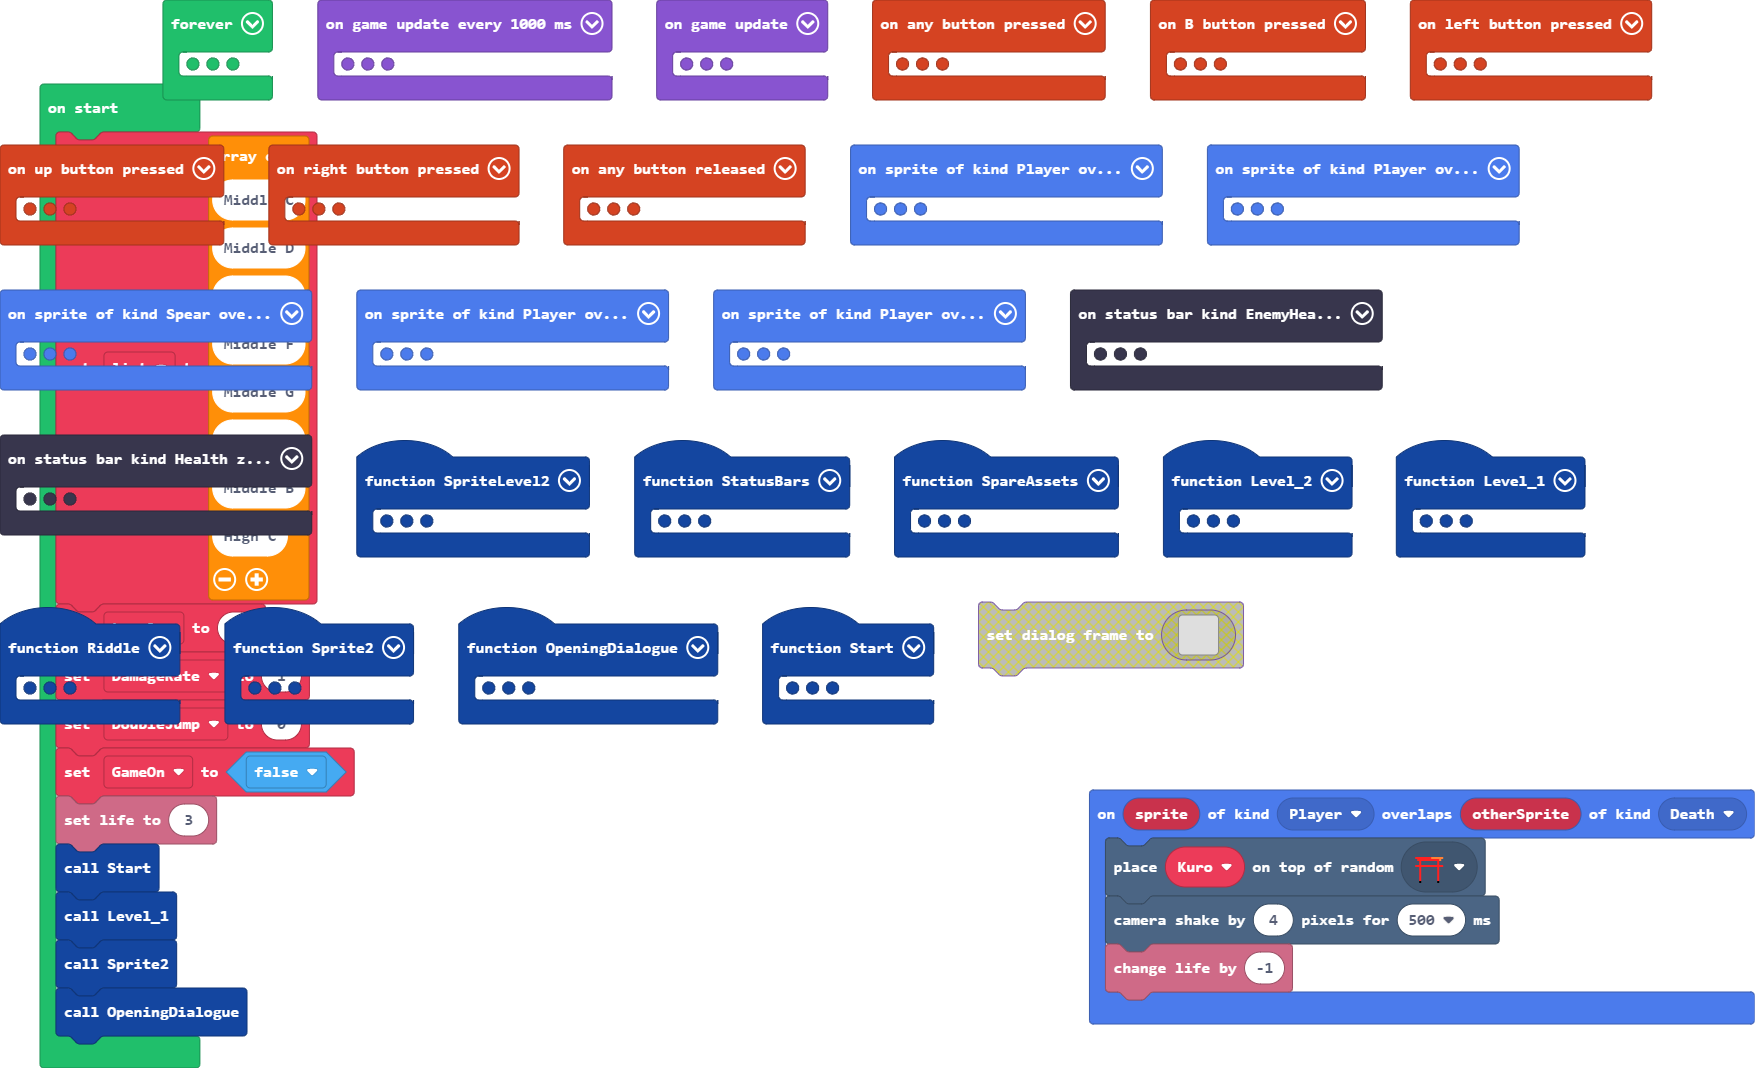 forever
on game update every 1000 ms
on game update
on any button pressed
on B button pressed
on left button pressed
on start
on up button pressed
on right button pressed
on any button released
on sprite of kind Player ov...
on sprite of kind Player ov...
Middle C
Middle D
on sprite of kind Spear ove...
on sprite of kind Player ov...
on sprite of kind Player ov...
on status bar kind EnemyHea...
Middle F
Middle G
on status bar kind Health z...
function SpriteLevel2
function StatusBars
function SpareAssets
function Level_2
function Level_1
Middle B
High C
to
function Riddle
function Sprite2
function OpeningDialogue
function Start
set dialog frame to
set DamageRate to 1
set DoubleJump to 0
set GameOn to false
set life to 3
call Start
call Level_1
call Sprite2
call OpeningDialogue
on sprite of kind Player overlaps otherSprite of kind Death
place Kuro on top of random
camera shake by 4 pixels for 500 ms
change life by -1